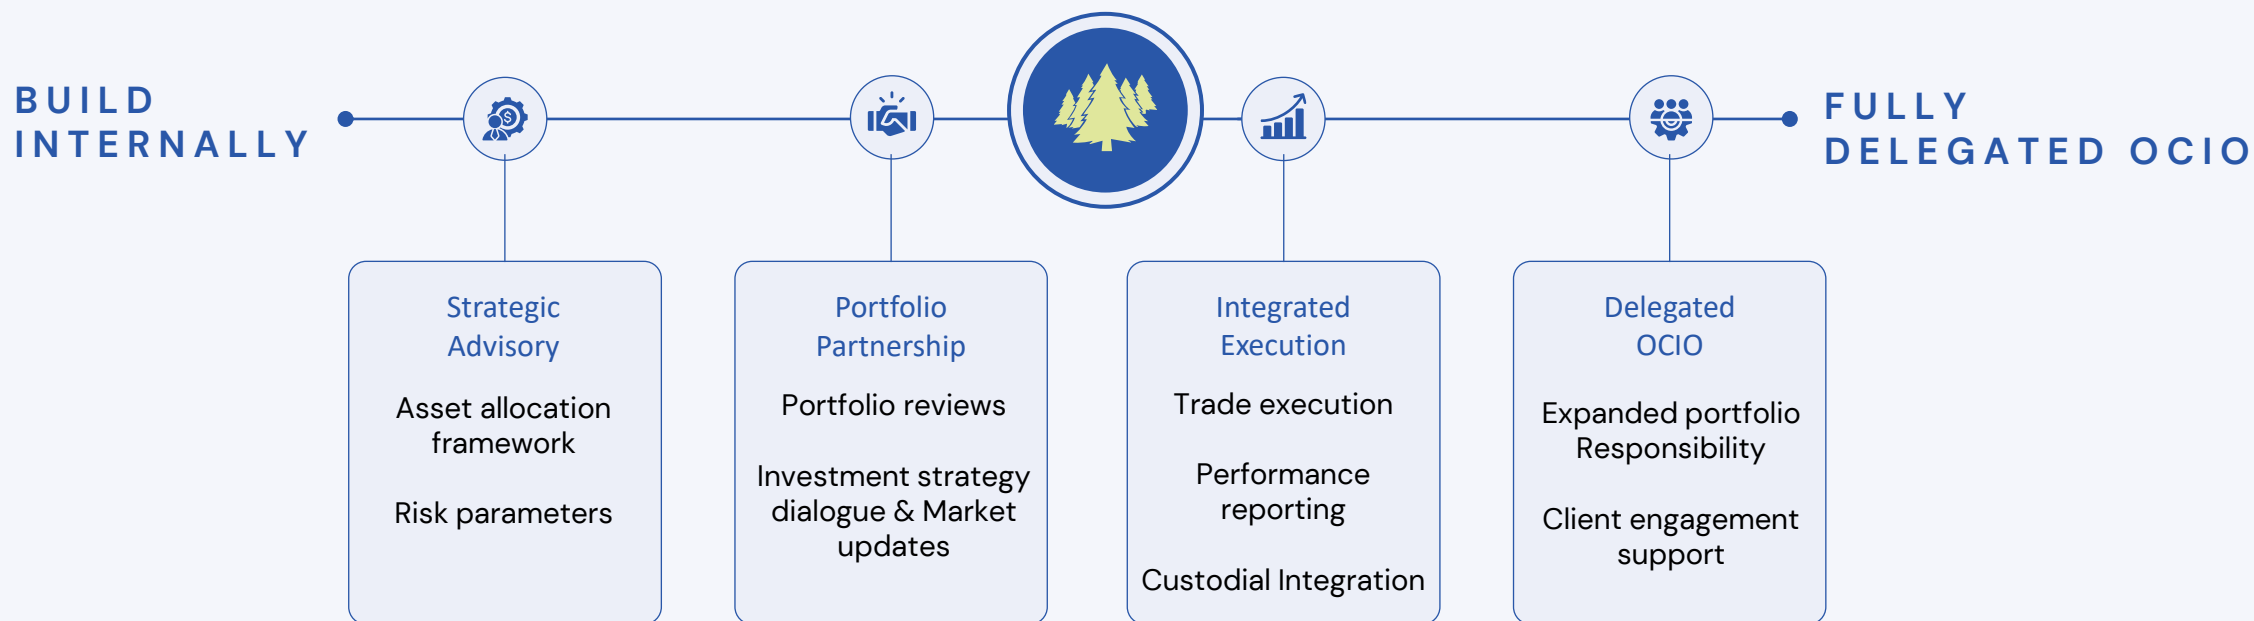 BUILD
INTERNALLY
FULLY
DELEGATED OCIO
Strategic
Advisory
Asset allocation
framework
Risk parameters
Portfolio
Partnership
Portfolio reviews
Investment strategy
dialogue & Market
updates
Integrated
Execution
Trade execution
Performance
reporting
Custodial Integration
Delegated
OCIO
Expanded portfolio
Responsibility
Client engagement
support